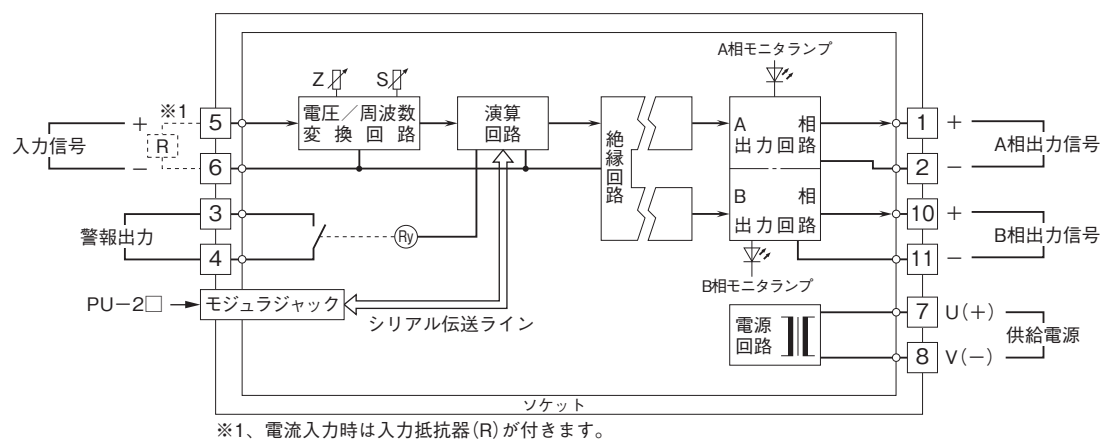 A相モニタランプ
Z
S
※1
5
電圧／周波数
変換回路
演算
回路
絶縁回路
A 相
出力回路
1
+
入力信号
+
R
A相出力信号
−
6
2
−
3
B 相
出力回路
10
+
警報出力
Ry
B相出力信号
4
11
−
B相モニタランプ
PU−2□
モジュラジャック
シリアル伝送ライン
電源
回路
7
U(+)
供給電源
8
V(−)
ソケット
※1、電流入力時は入力抵抗器(R)が付きます。